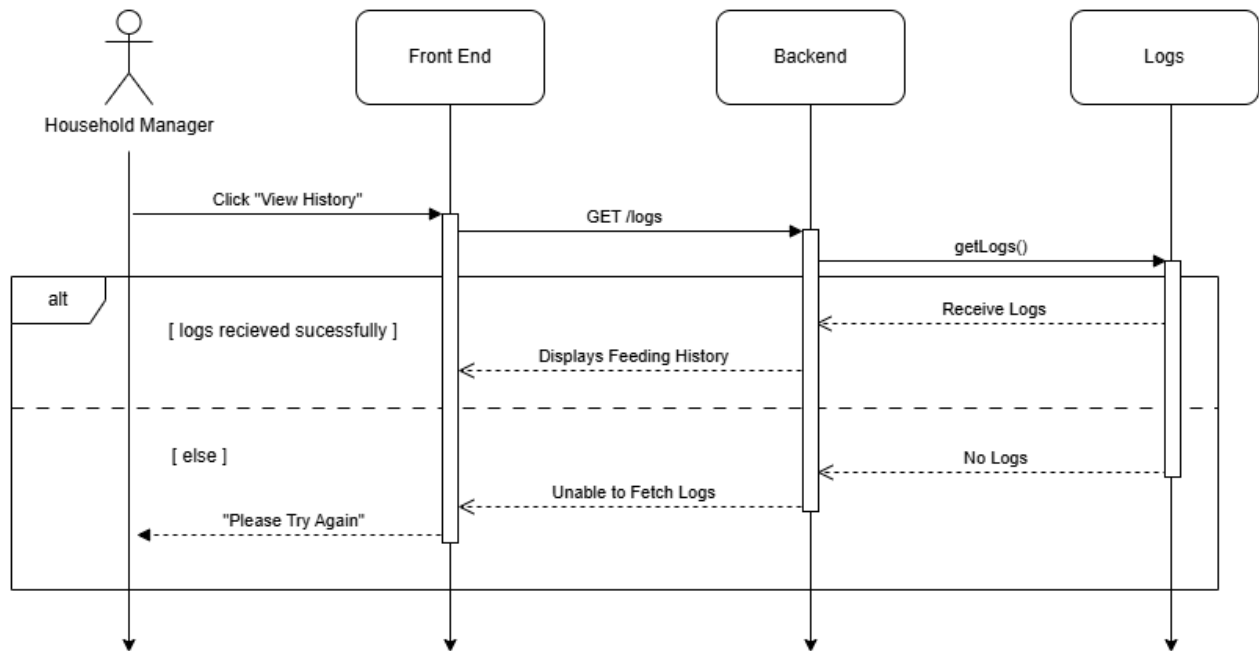 Front End
Backend
Logs
Household Manager
Click "View History"
GET /logs
getLogs()
alt
Receive Logs
[ logs recieved sucessfully ]
Displays Feeding History
[ else ]
No Logs
Unable to Fetch Logs
"Please Try Again"